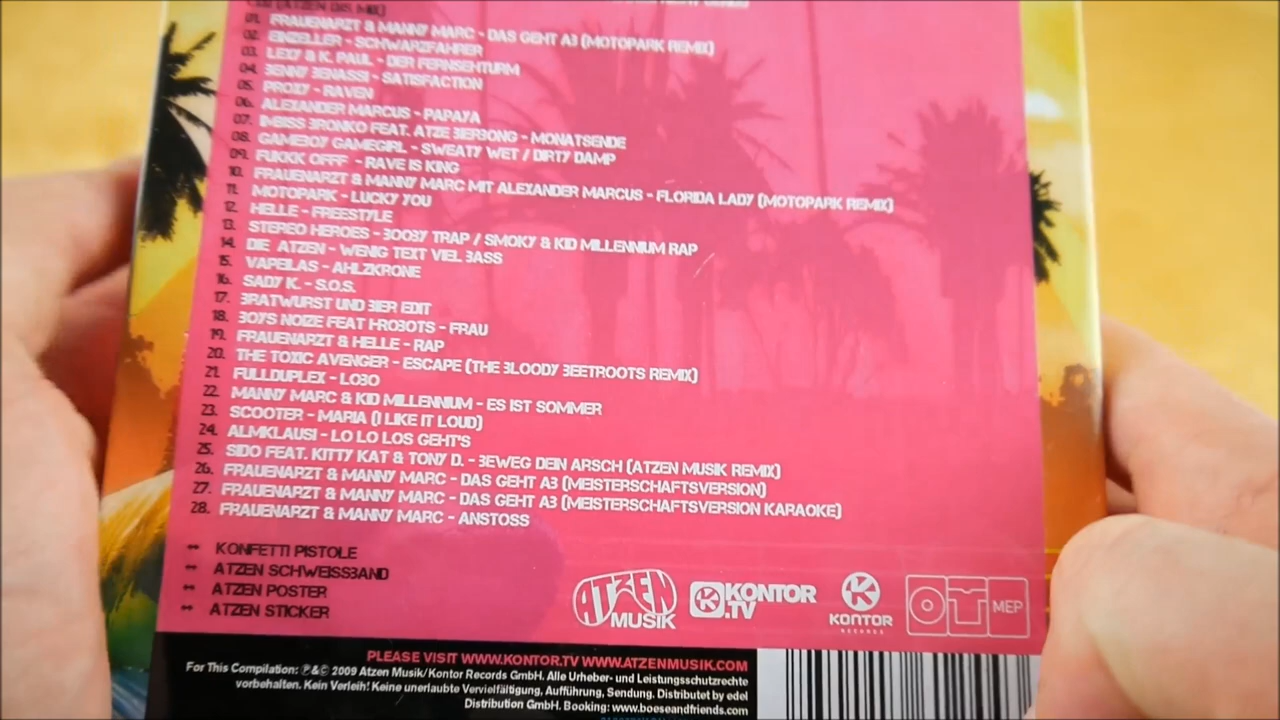 (ATZEN DIS MIX)
01. FRAUENARZT & MANNY MARC - DAS GEHT AB (MOTOPARK REMIX)
02. EINZELLER - SCHWARZFAHRER
03. LEXY & K. PAUL - DER FERNSEHTURM
04. BENNY BENASSI - SATISFACTION
05. PROXY - RAVEN
06. ALEXANDER MARCUS - PAPAYA
07. IMBISS BRONKO FEAT. ATZE BIERBONG - MONATSENDE
08. GAMEBOY GAMEGIRL - SWEATY WET / DIRTY DAMP
09. FUKKK OFFF - RAVE IS KING
10. FRAUENARZT & MANNY MARC MIT ALEXANDER MARCUS - FLORIDA LADY (MOTOPARK REMIX)
11. MOTOPARK - LUCKY YOU
12. HELLE - FREESTYLE
13. STEREO HEROES - BOOBY TRAP / SMOKY & KID MILLENNIUM RAP
14. DIE ATZEN - WENIG TEXT VIEL BASS
15. VAPEILAS - AHLZKRONE
16. SADY K. - S.O.S.
17. BRATWURST UND BIER EDIT
18. BOYS NOIZE FEAT HROBOTS - FRAU
19. FRAUENARZT & HELLE - RAP
20. THE TOXIC AVENGER - ESCAPE (THE BLOODY BEETROOTS REMIX)
21. FULLDUPLEX - LOBO
22. MANNY MARC & KID MILLENNIUM - ES IST SOMMER
23. SCOOTER - MARIA (I LIKE IT LOUD)
24. ALMKLAUSI - LO LO LOS GEHT'S
25. SIDO FEAT. KITTY KAT & TONY D. - BEWEG DEIN ARSCH (ATZEN MUSIK REMIX)
26. FRAUENARZT & MANNY MARC - DAS GEHT AB (MEISTERSCHAFTSVERSION)
27. FRAUENARZT & MANNY MARC - DAS GEHT AB (MEISTERSCHAFTSVERSION KARAOKE)
28. FRAUENARZT & MANNY MARC - ANSTOSS
KONFETTI PISTOLE
ATZEN SCHWEISSBAND
ATZEN POSTER
ATZEN STICKER
ATZEN MUSIK
KONTOR.TV
KONTOR RECORDS
OTT MEP
PLEASE VISIT WWW.KONTOR.TV WWW.ATZENMUSIK.COM
For This Compilation: ℗&© 2009 Atzen Musik/Kontor Records GmbH. Alle Urheber- und Leistungsschutzrechte
vorbehalten. Kein Verleih! Keine unerlaubte Vervielfältigung, Aufführung, Sendung. Distributet by edel
Distribution GmbH. Booking: www.boeseandfriends.com